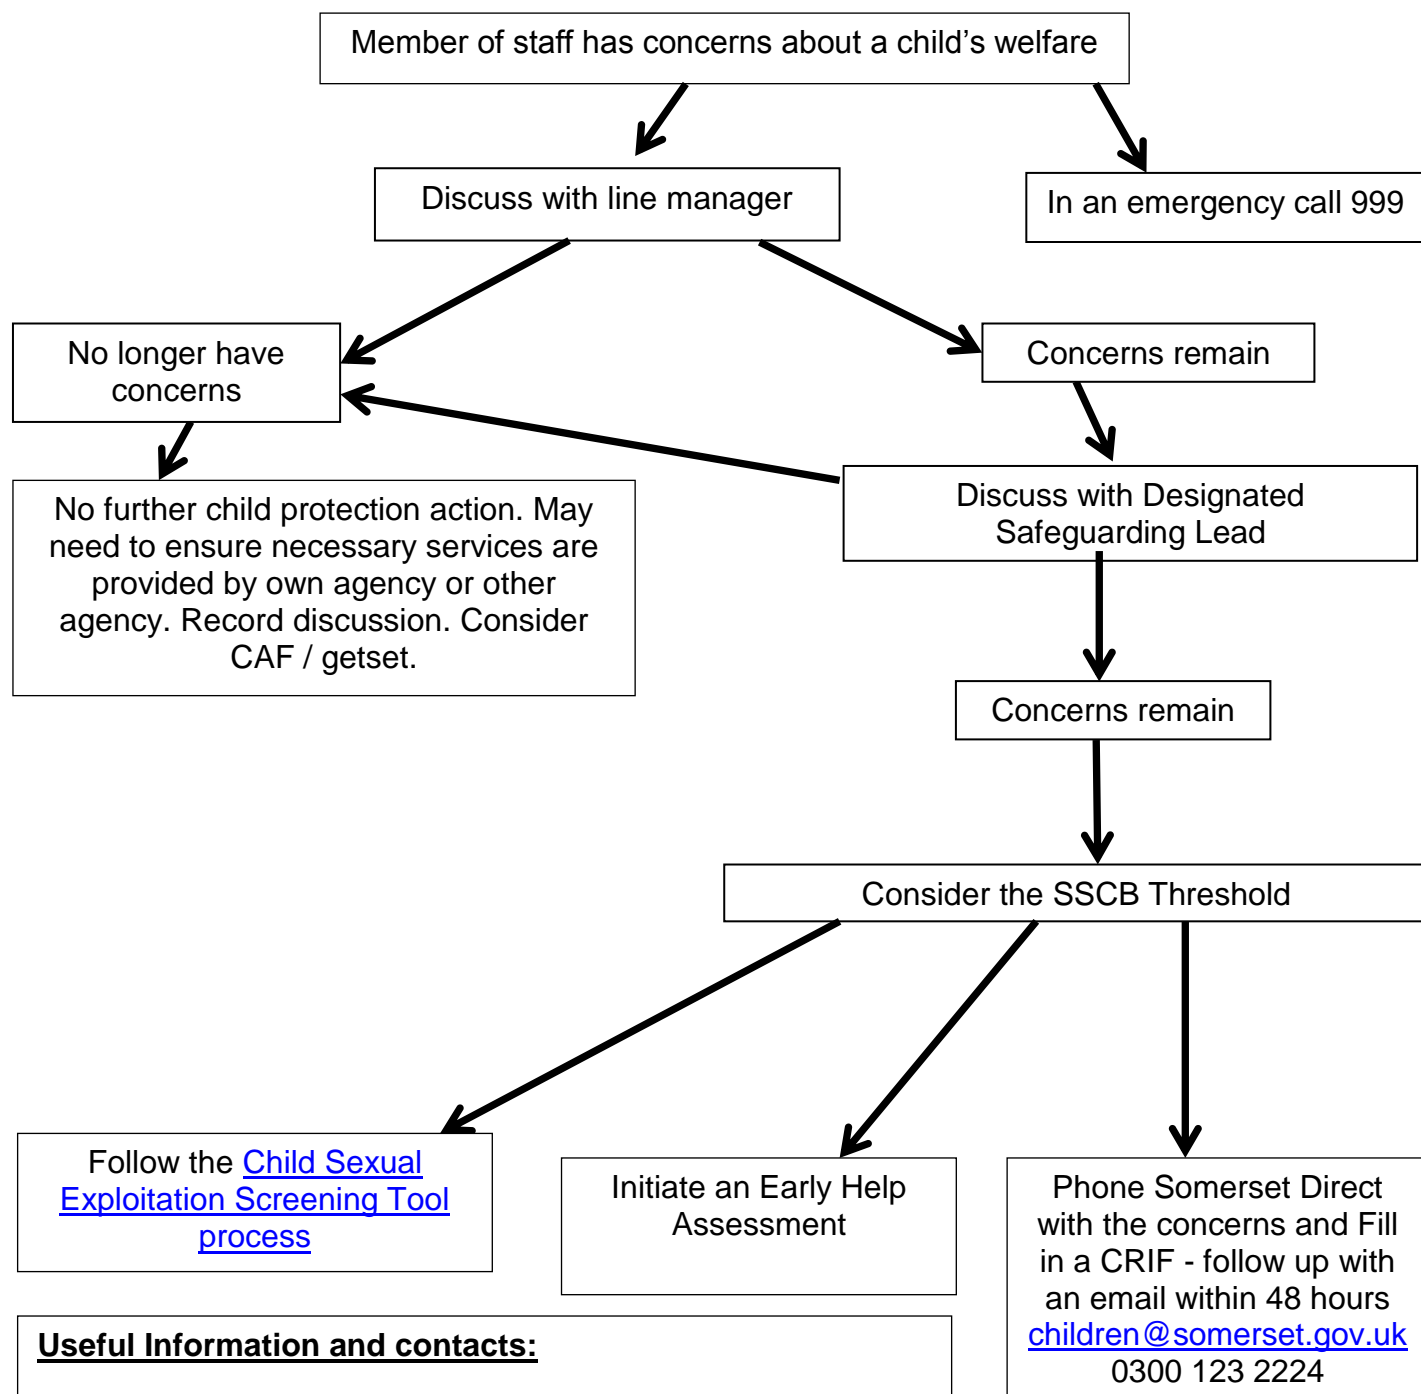 Member of staff has concerns about a child’s welfare
Discuss with line manager
In an emergency call 999
No longer have
concerns
Concerns remain
No further child protection action. May
need to ensure necessary services are
provided by own agency or other
agency. Record discussion. Consider
CAF / getset.
Discuss with Designated
Safeguarding Lead
Concerns remain
Consider the SSCB Threshold
Follow the Child Sexual
Exploitation Screening Tool
process
Initiate an Early Help
Assessment
Phone Somerset Direct
with the concerns and Fill
in a CRIF - follow up with
an email within 48 hours
children@somerset.gov.uk
0300 123 2224
Useful Information and contacts: